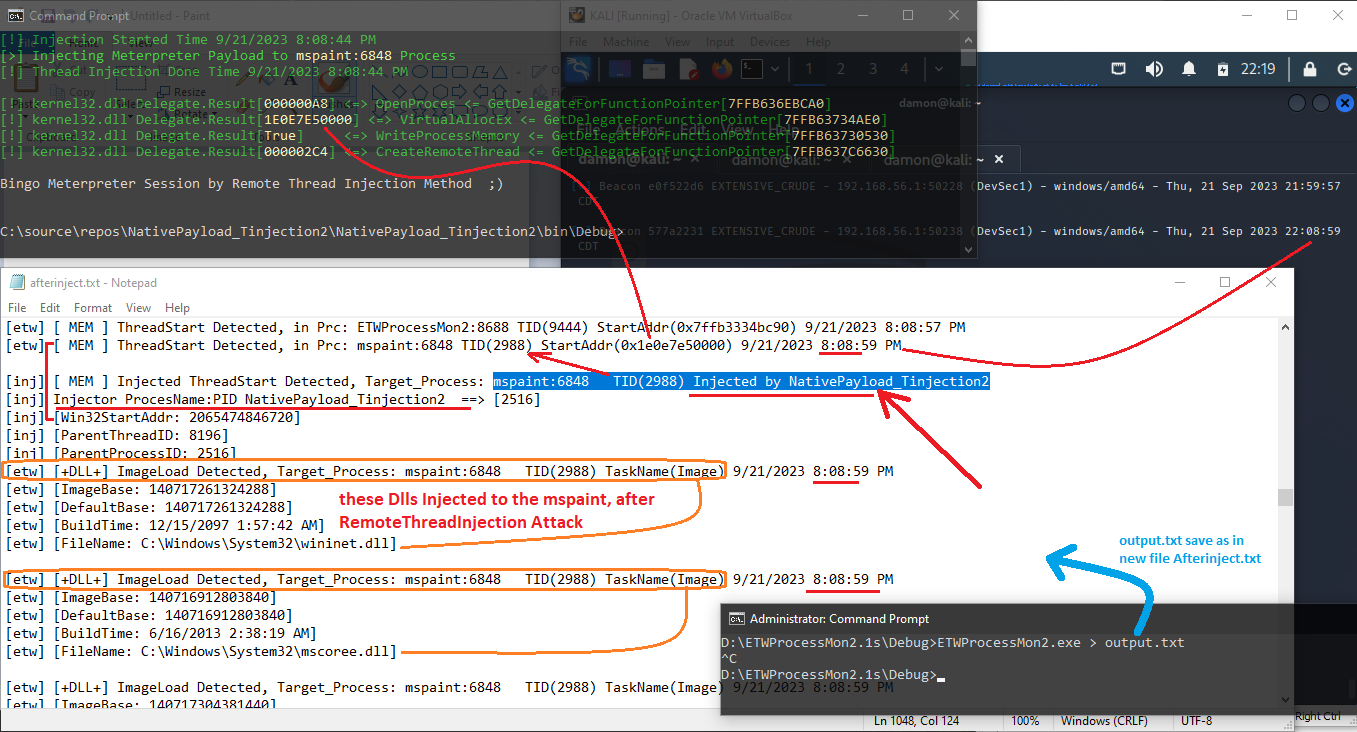 Command Prompt
Untitled - Paint
[!] Injection Started Time 9/21/2023 8:08:44 PM
[>] Injecting Meterpreter Payload to mspaint:6848 Process
[!] Thread Injection Done Time 9/21/2023 8:08:44 PM
Copy
Resize
[!] kernel32.dll Delegate.Result[000000A8] <=> OpenProces <= GetDelegateForFunctionPointer[7FFB636EBCA0]
[!] kernel32.dll Delegate.Result[1E0E7E50000] <=> VirtualAllocEx <= GetDelegateForFunctionPointer[7FFB63734AE0]
[!] kernel32.dll Delegate.Result[True] <=> WriteProcessMemory <= GetDelegateForFunctionPointer[7FFB63730530]
[!] kernel32.dll Delegate.Result[000002C4] <=> CreateRemoteThread <= GetDelegateForFunctionPointer[7FFB637C6630]
Bingo Meterpreter Session by Remote Thread Injection Method ;)
C:\source\repos\NativePayload_Tinjection2\NativePayload_Tinjection2\bin\Debug>
KALI [Running] - Oracle VM VirtualBox
File Machine View Input Devices Help
1 2 3 4
22:19
damon@kali: ~
File Actions Edit View Help
damon@kali: ~ × damon@kali: ~ × damon@kali: ~ ×
Beacon e0f522d6 EXTENSIVE_CRUDE - 192.168.56.1:50228 (DevSec1) - windows/amd64 - Thu, 21 Sep 2023 21:59:57
CDT
Beacon 577a2231 EXTENSIVE_CRUDE - 192.168.56.1:50238 (DevSec1) - windows/amd64 - Thu, 21 Sep 2023 22:08:59
CDT
afterinject.txt - Notepad
File Edit Format View Help
[etw] [ MEM ] ThreadStart Detected, in Prc: ETWProcessMon2:8688 TID(9444) StartAddr(0x7ffb3334bc90) 9/21/2023 8:08:57 PM
[etw] [ MEM ] ThreadStart Detected, in Prc: mspaint:6848 TID(2988) StartAddr(0x1e0e7e50000) 9/21/2023 8:08:59 PM
[inj] [ MEM ] Injected ThreadStart Detected, Target_Process: mspaint:6848 TID(2988) Injected by NativePayload_Tinjection2
[inj] Injector ProcesName:PID NativePayload_Tinjection2 ==> [2516]
[inj] [Win32StartAddr: 2065474846720]
[inj] [ParentThreadID: 8196]
[inj] [ParentProcessID: 2516]
[etw] [+DLL+] ImageLoad Detected, Target_Process: mspaint:6848 TID(2988) TaskName(Image) 9/21/2023 8:08:59 PM
[etw] [ImageBase: 140717261324288]
[etw] [DefaultBase: 140717261324288]
[etw] [BuildTime: 12/15/2097 1:57:42 AM]
[etw] [FileName: C:\Windows\System32\wininet.dll]
these Dlls Injected to the mspaint, after
RemoteThreadInjection Attack
output.txt save as in
new file Afterinject.txt
[etw] [+DLL+] ImageLoad Detected, Target_Process: mspaint:6848 TID(2988) TaskName(Image) 9/21/2023 8:08:59 PM
[etw] [ImageBase: 140716912803840]
[etw] [DefaultBase: 140716912803840]
[etw] [BuildTime: 6/16/2013 2:38:19 AM]
[etw] [FileName: C:\Windows\System32\mscoree.dll]
[etw] [+DLL+] ImageLoad Detected, Target_Process: mspaint:6848 TID(2988) TaskName(Image) 9/21/2023 8:08:59 PM
[etw] [ImageBase: 140717304381440]
Administrator: Command Prompt
D:\ETWProcessMon2.1s\Debug>ETWProcessMon2.exe > output.txt
^C
D:\ETWProcessMon2.1s\Debug>
Ln 1048, Col 124 100% Windows (CRLF) UTF-8
Right Ctrl